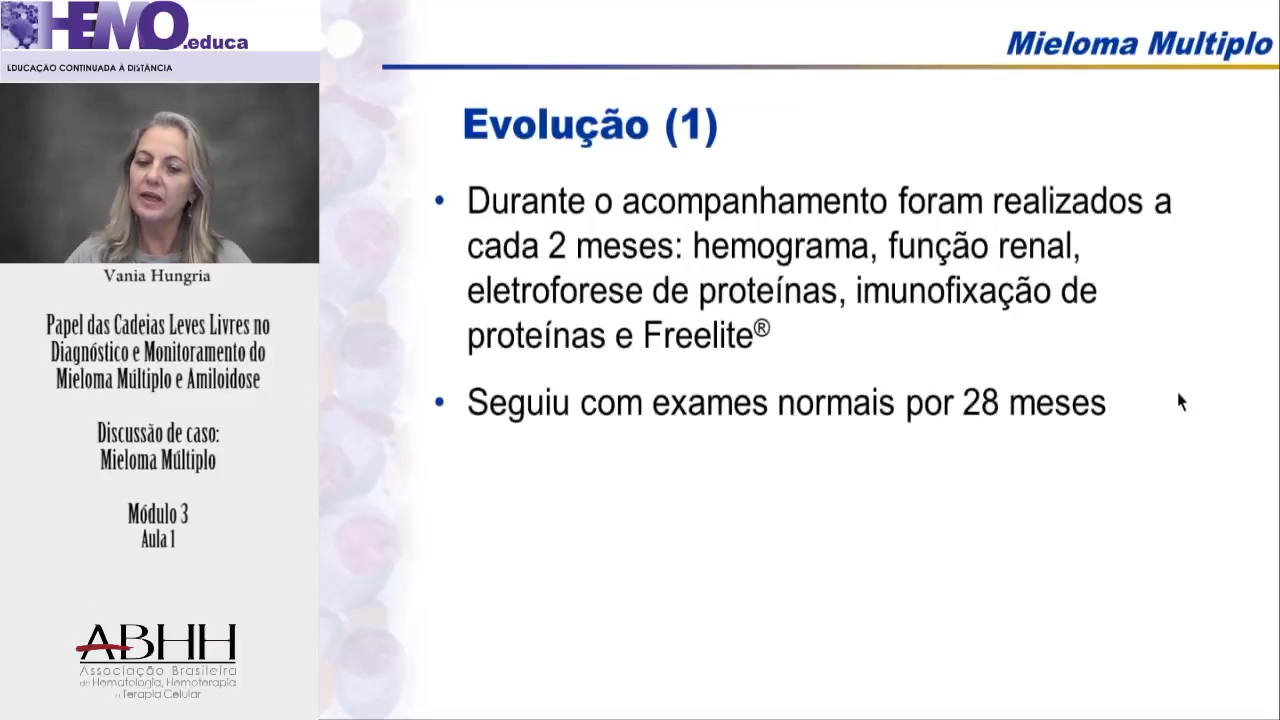 HEMO.educa
EDUCAÇÃO CONTINUADA À DISTÂNCIA
Vania Hungria
Papel das Cadeias Leves Livres no
Diagnóstico e Monitoramento do
Mieloma Múltiplo e Amiloidose
Discussão de caso:
Mieloma Múltiplo
Módulo 3
Aula 1
ABHH
Associação Brasileira
de Hematologia, Hemoterapia
e Terapia Celular
Mieloma Multiplo
Evolução (1)
• Durante o acompanhamento foram realizados a
cada 2 meses: hemograma, função renal,
eletroforese de proteínas, imunofixação de
proteínas e Freelite®
• Seguiu com exames normais por 28 meses